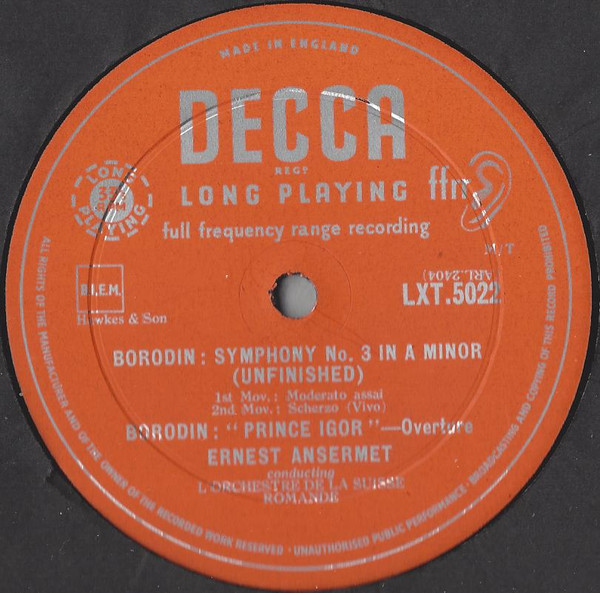 MADE IN ENGLAND
DECCA
REGD
LONG PLAYING ffrr
LONG
33⅓
PLAYING
full frequency range recording
/T
(ARL.2404)
LXT.5022
B.I.E.M.
Hawkes & Son
BORODIN: SYMPHONY No. 3 IN A MINOR
(UNFINISHED)
1st Mov.: Moderato assai
2nd Mov.: Scherzo (Vivo)
BORODIN: "PRINCE IGOR"—Overture
ERNEST ANSERMET
conducting
L'ORCHESTRE DE LA SUISSE
ROMANDE
ALL RIGHTS OF THE MANUFACTURER AND OF THE OWNER OF THE RECORDED WORK RESERVED · UNAUTHORISED PUBLIC PERFORMANCE · BROADCASTING AND COPYING OF THIS RECORD PROHIBITED